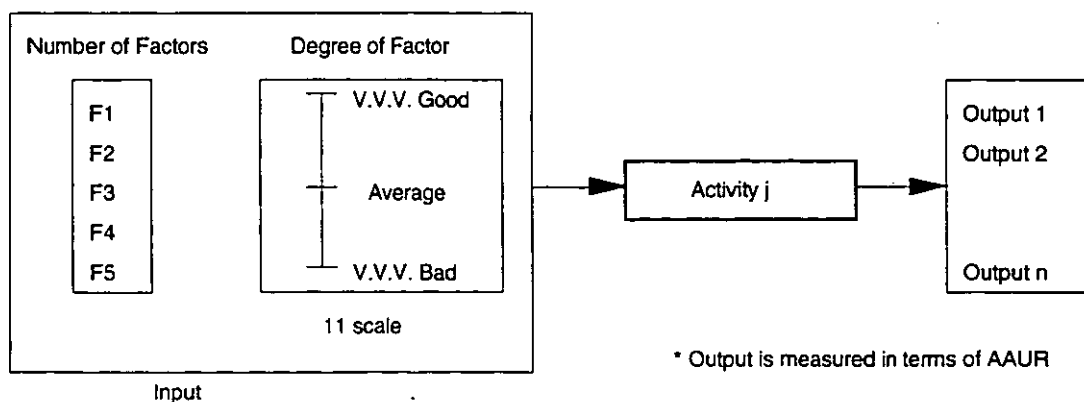 Number of Factors
Degree of Factor
F1
F2
F3
F4
F5
V.V.V. Good
Average
V.V.V. Bad
11 scale
Input
Activity j
Output 1
Output 2
Output n
* Output is measured in terms of AAUR